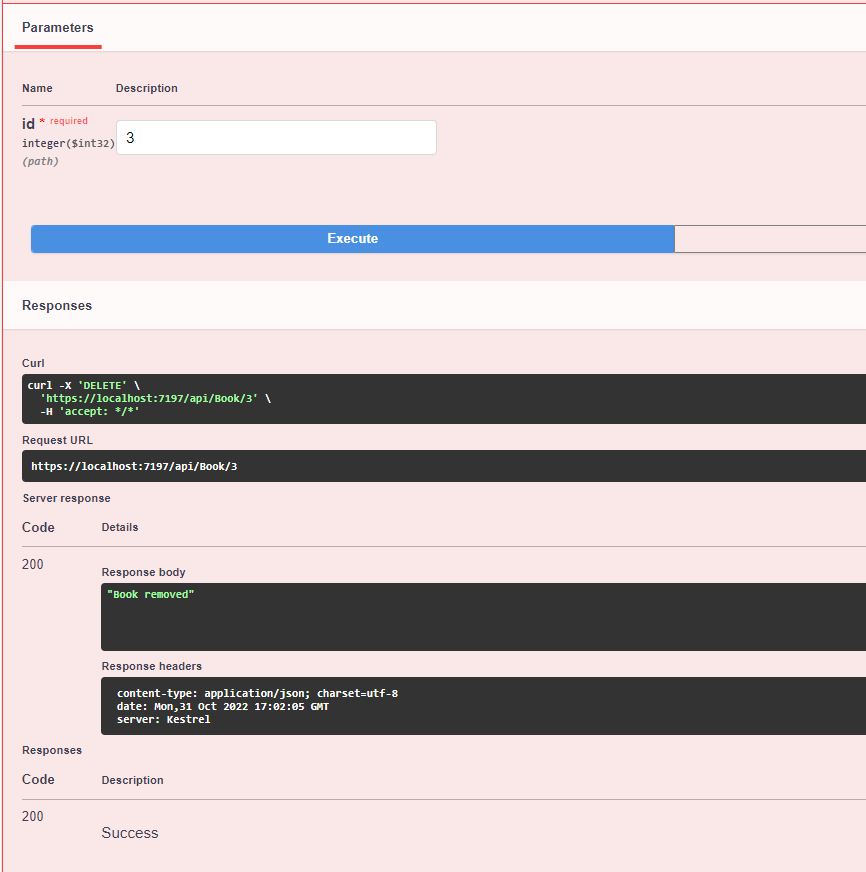 Parameters
Name Description
id * required
integer($int32)
(path)
3
Execute
Responses
Curl
curl -X 'DELETE' \
'https://localhost:7197/api/Book/3' \
-H 'accept: */*'
Request URL
https://localhost:7197/api/Book/3
Server response
Code Details
200
Response body
"Book removed"
Response headers
content-type: application/json; charset=utf-8
date: Mon,31 Oct 2022 17:02:05 GMT
server: Kestrel
Responses
Code Description
200
Success